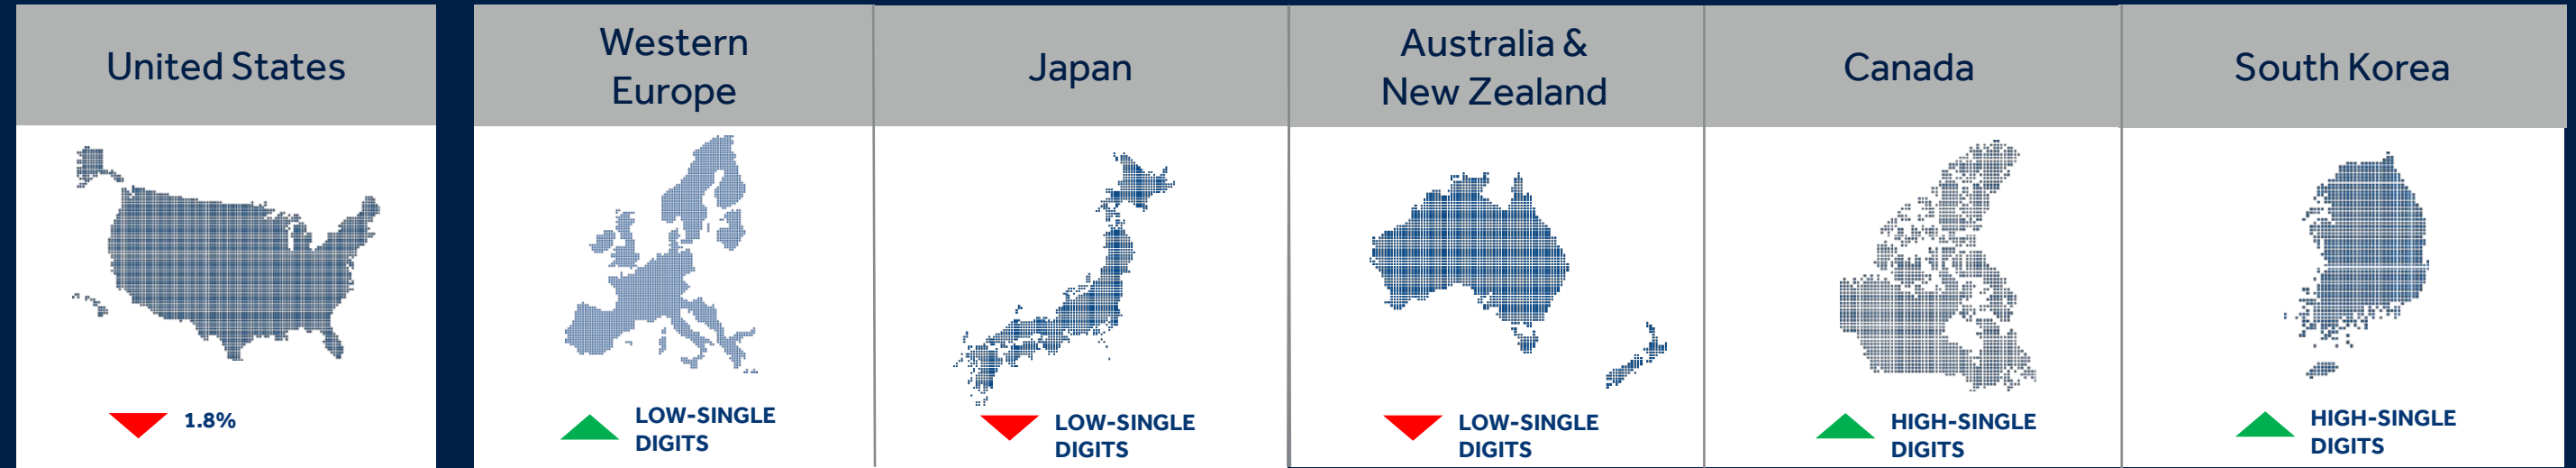 United States
1.8%
Western
Europe
LOW-SINGLE
DIGITS
Japan
LOW-SINGLE
DIGITS
Australia &
New Zealand
LOW-SINGLE
DIGITS
Canada
HIGH-SINGLE
DIGITS
South Korea
HIGH-SINGLE
DIGITS